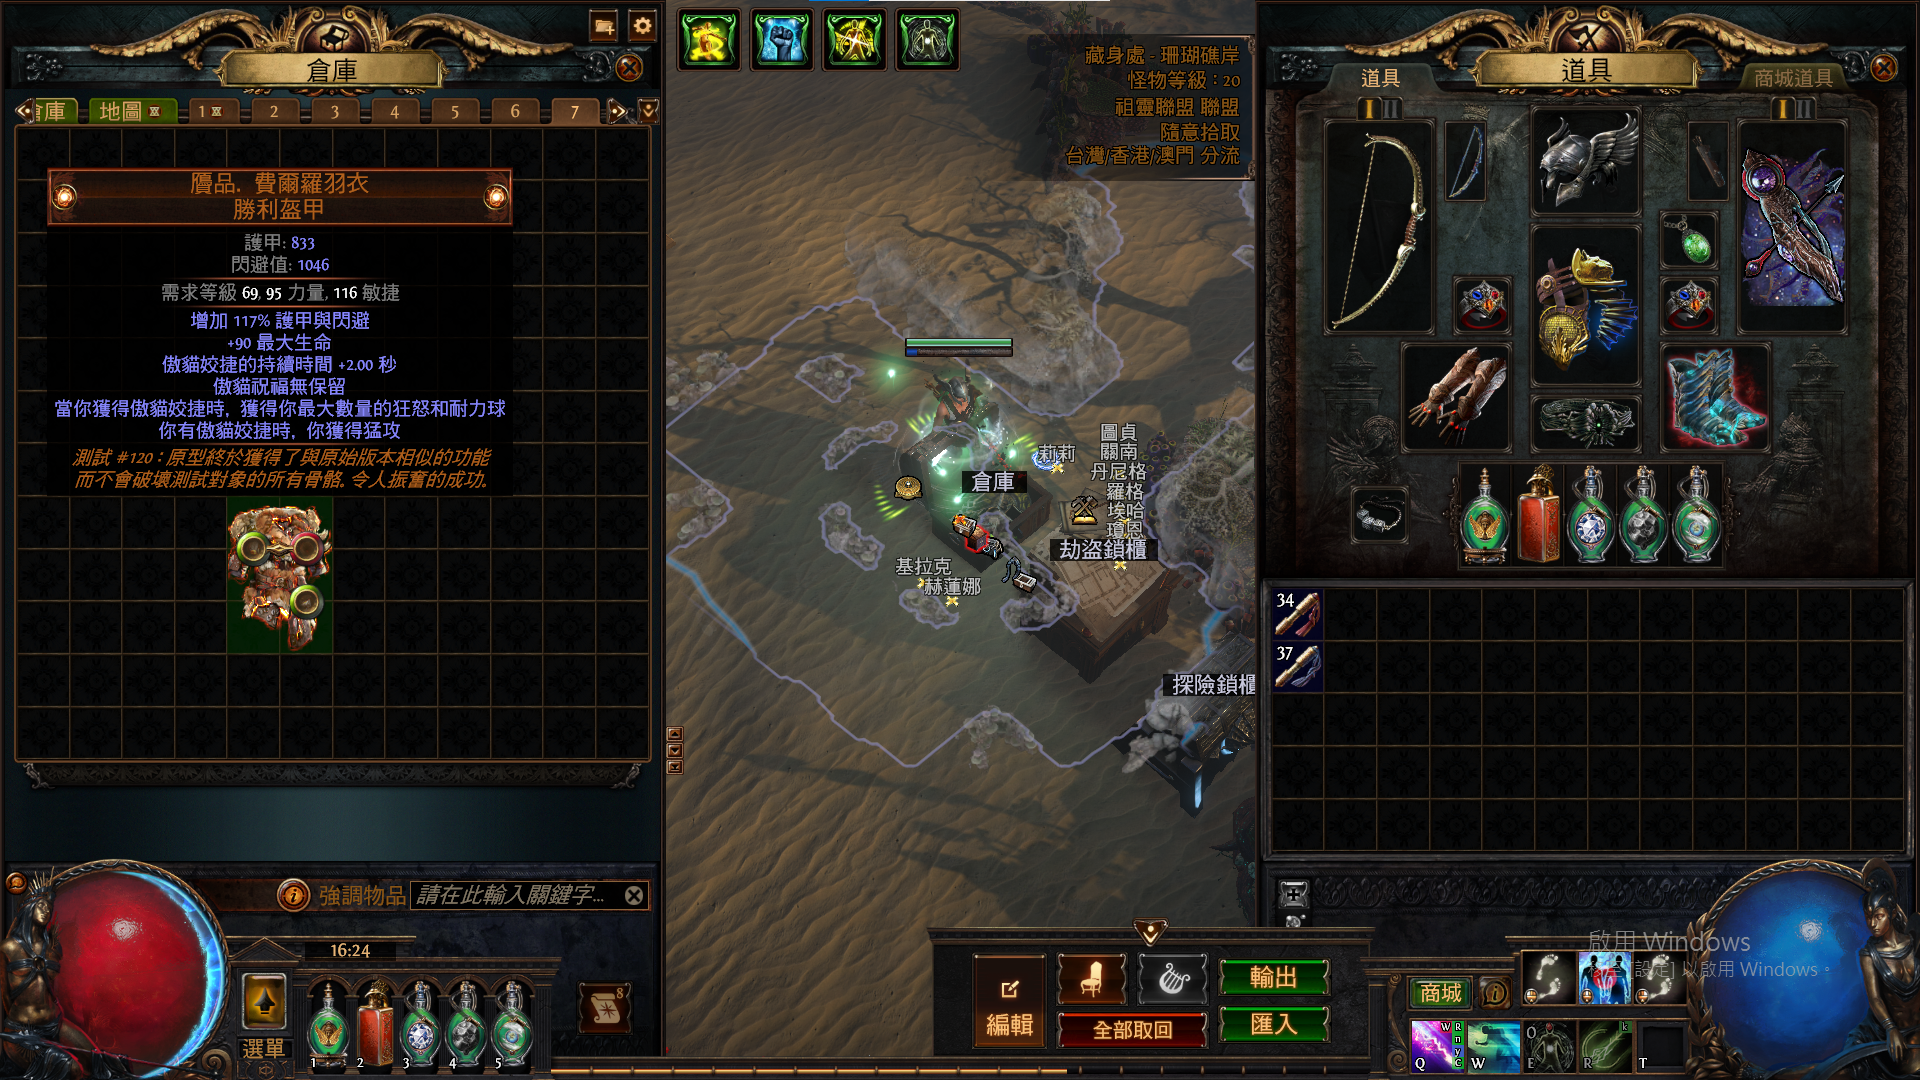 倉庫
倉庫
地圖
1
2
3
4
5
6
7
贗品．費爾羅羽衣
勝利盔甲
護甲: 833
閃避值: 1046
需求等級 69, 95 力量, 116 敏捷
增加 117% 護甲與閃避
+90 最大生命
傲貓姣捷的持續時間 +2.00 秒
傲貓祝福無保留
當你獲得傲貓姣捷時, 獲得你最大數量的狂怒和耐力球
你有傲貓姣捷時, 你獲得猛攻
測試 #120：原型終於獲得了與原始版本相似的功能
而不會破壞測試對象的所有骨骼. 令人振奮的成功.
強調物品
請在此輸入關鍵字...
16:24
選單
1
2
3
4
5
8
藏身處 - 珊瑚礁岸
怪物等級：20
祖靈聯盟 聯盟
隨意拾取
台灣/香港/澳門 分流
莉莉
圖貞
關南
丹尼格
羅格
埃哈
瓊恩
倉庫
劫盜鎖櫃
基拉克
赫蓮娜
探險鎖櫃
編輯
全部取回
輸出
匯入
道具
道具
商城道具
I II
I II
34
37
啟用 Windows
移至 [設定] 以啟用 Windows。
商城
Q
W
E
R
T